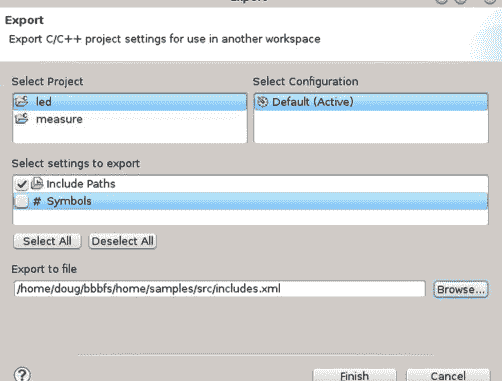 Export
Export
Export C/C++ project settings for use in another workspace
Select Project
Select Configuration
led
Default (Active)
measure
Select settings to export
Include Paths
# Symbols
Select All
Deselect All
Export to file
/home/doug/bbbfs/home/samples/src/includes.xml
Browse...
?
Finish
Cancel